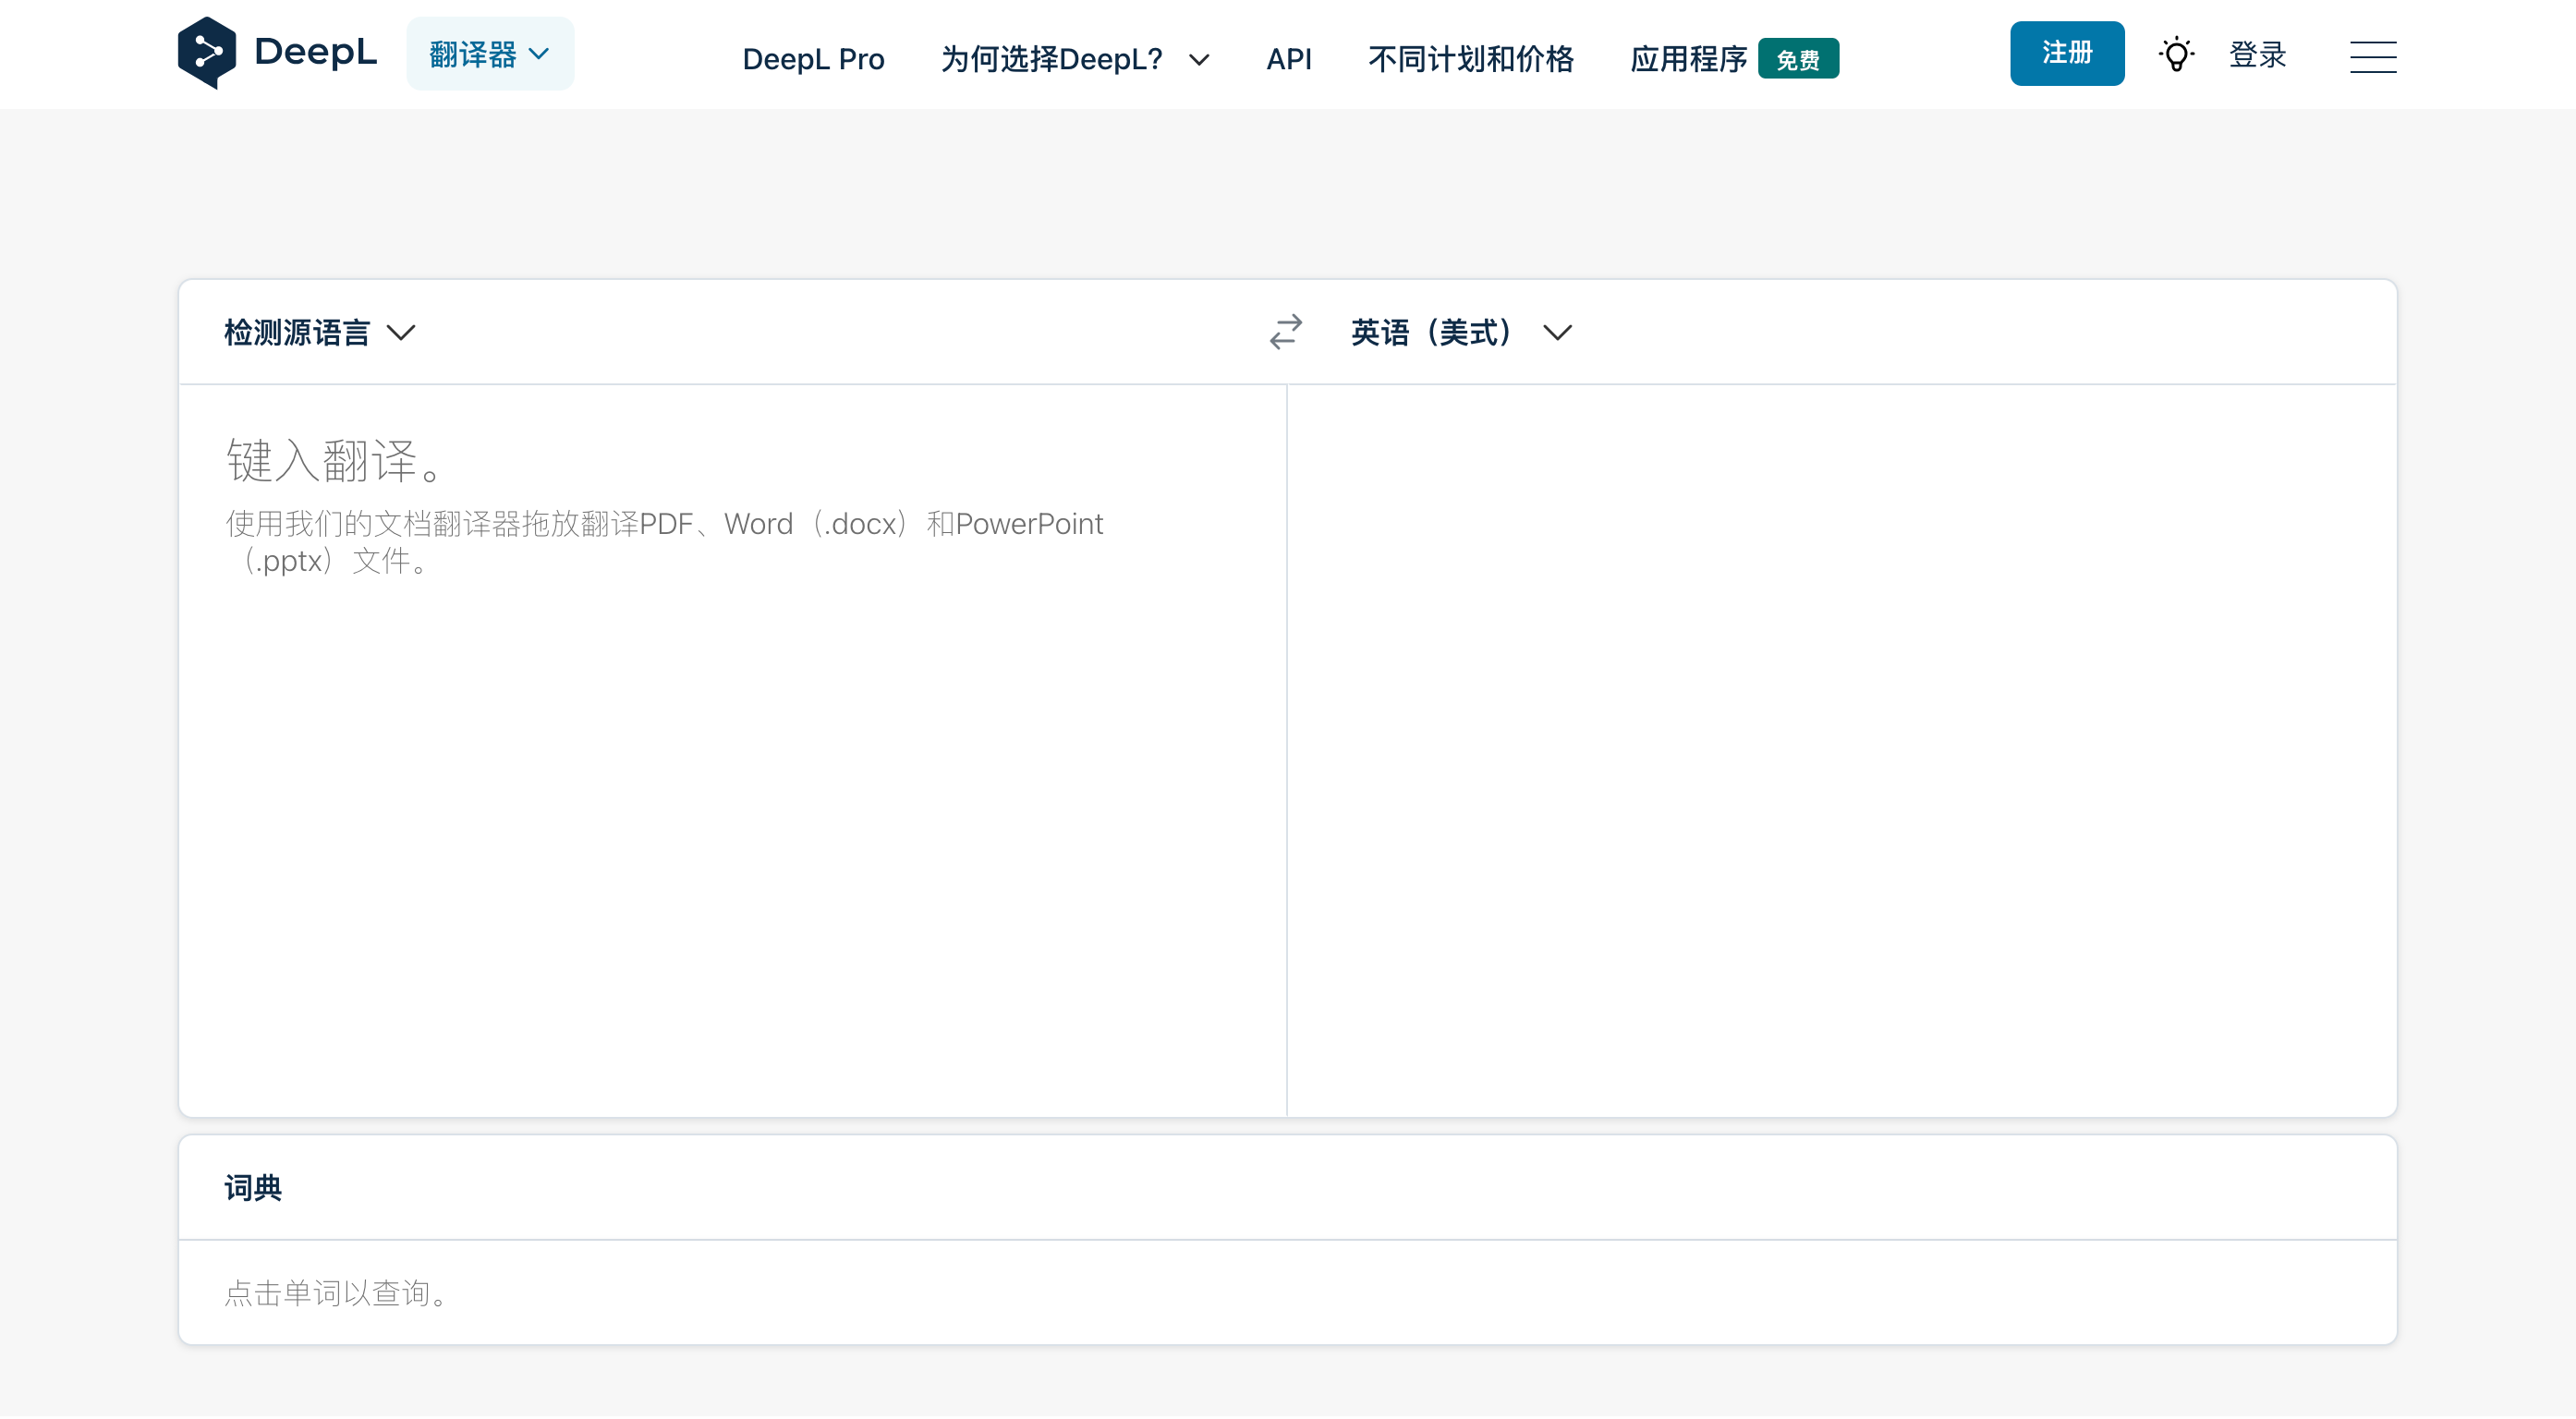 DeepL
翻译器
DeepL Pro
为何选择DeepL?
API
不同计划和价格
应用程序
免费
注册
登录
检测源语言
英语（美式）
键入翻译。
使用我们的文档翻译器拖放翻译PDF、Word（.docx）和PowerPoint
（.pptx）文件。
词典
点击单词以查询。